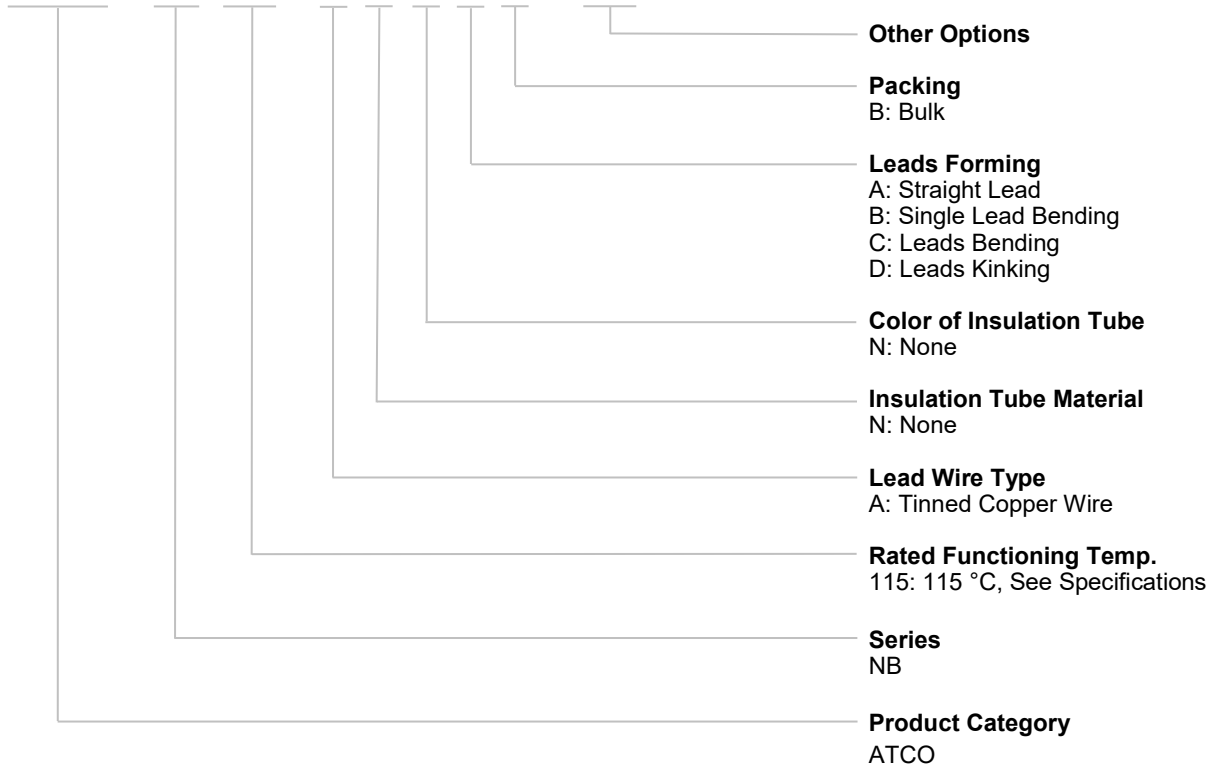 Other Options
Packing
B: Bulk
Leads Forming
A: Straight Lead
B: Single Lead Bending
C: Leads Bending
D: Leads Kinking
Color of Insulation Tube
N: None
Insulation Tube Material
N: None
Lead Wire Type
A: Tinned Copper Wire
Rated Functioning Temp.
115: 115 °C, See Specifications
Series
NB
Product Category
ATCO